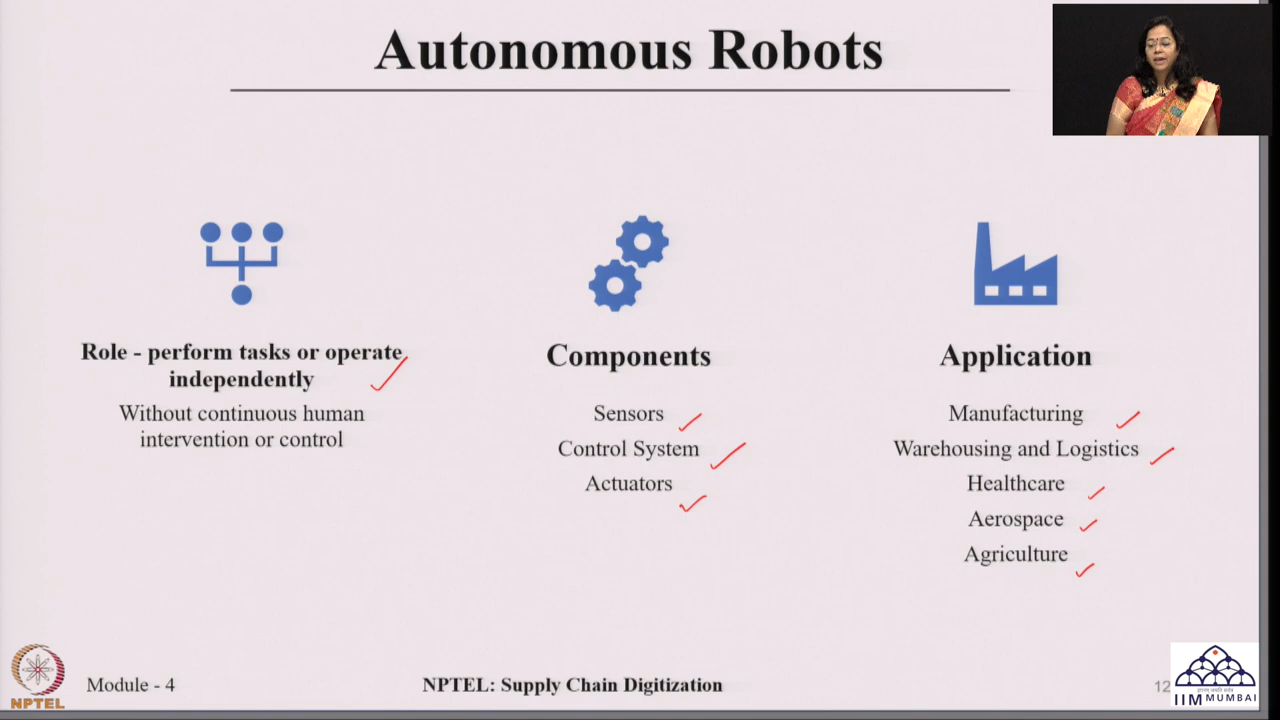 Autonomous Robots
Role - perform tasks or operate
independently
Without continuous human
intervention or control
Components
Sensors
Control System
Actuators
Application
Manufacturing
Warehousing and Logistics
Healthcare
Aerospace
Agriculture
NPTEL
Module - 4
NPTEL: Supply Chain Digitization
12
IIM MUMBAI